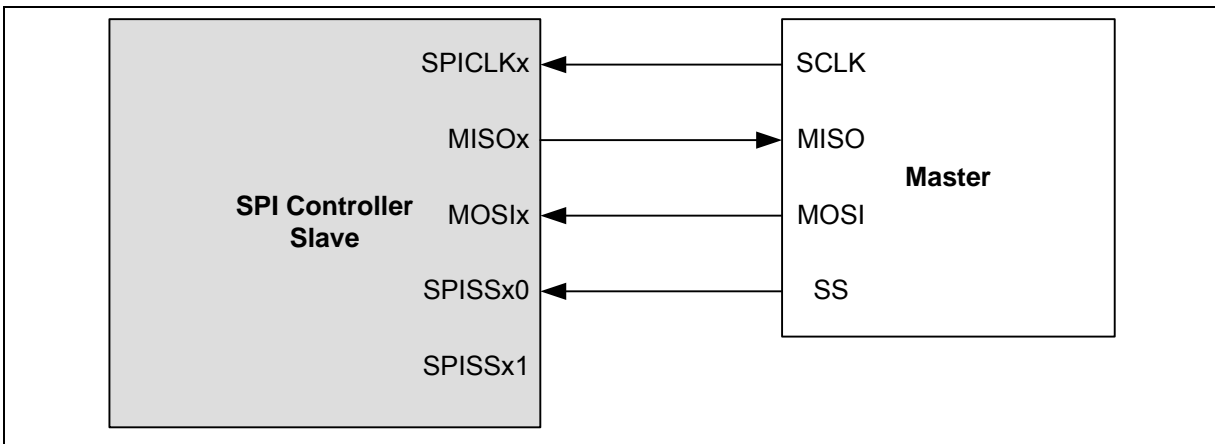 SPICLKx
SCLK
MISOx
MISO
Master
SPI Controller
Slave
MOSIx
MOSI
SPISSx0
SS
SPISSx1